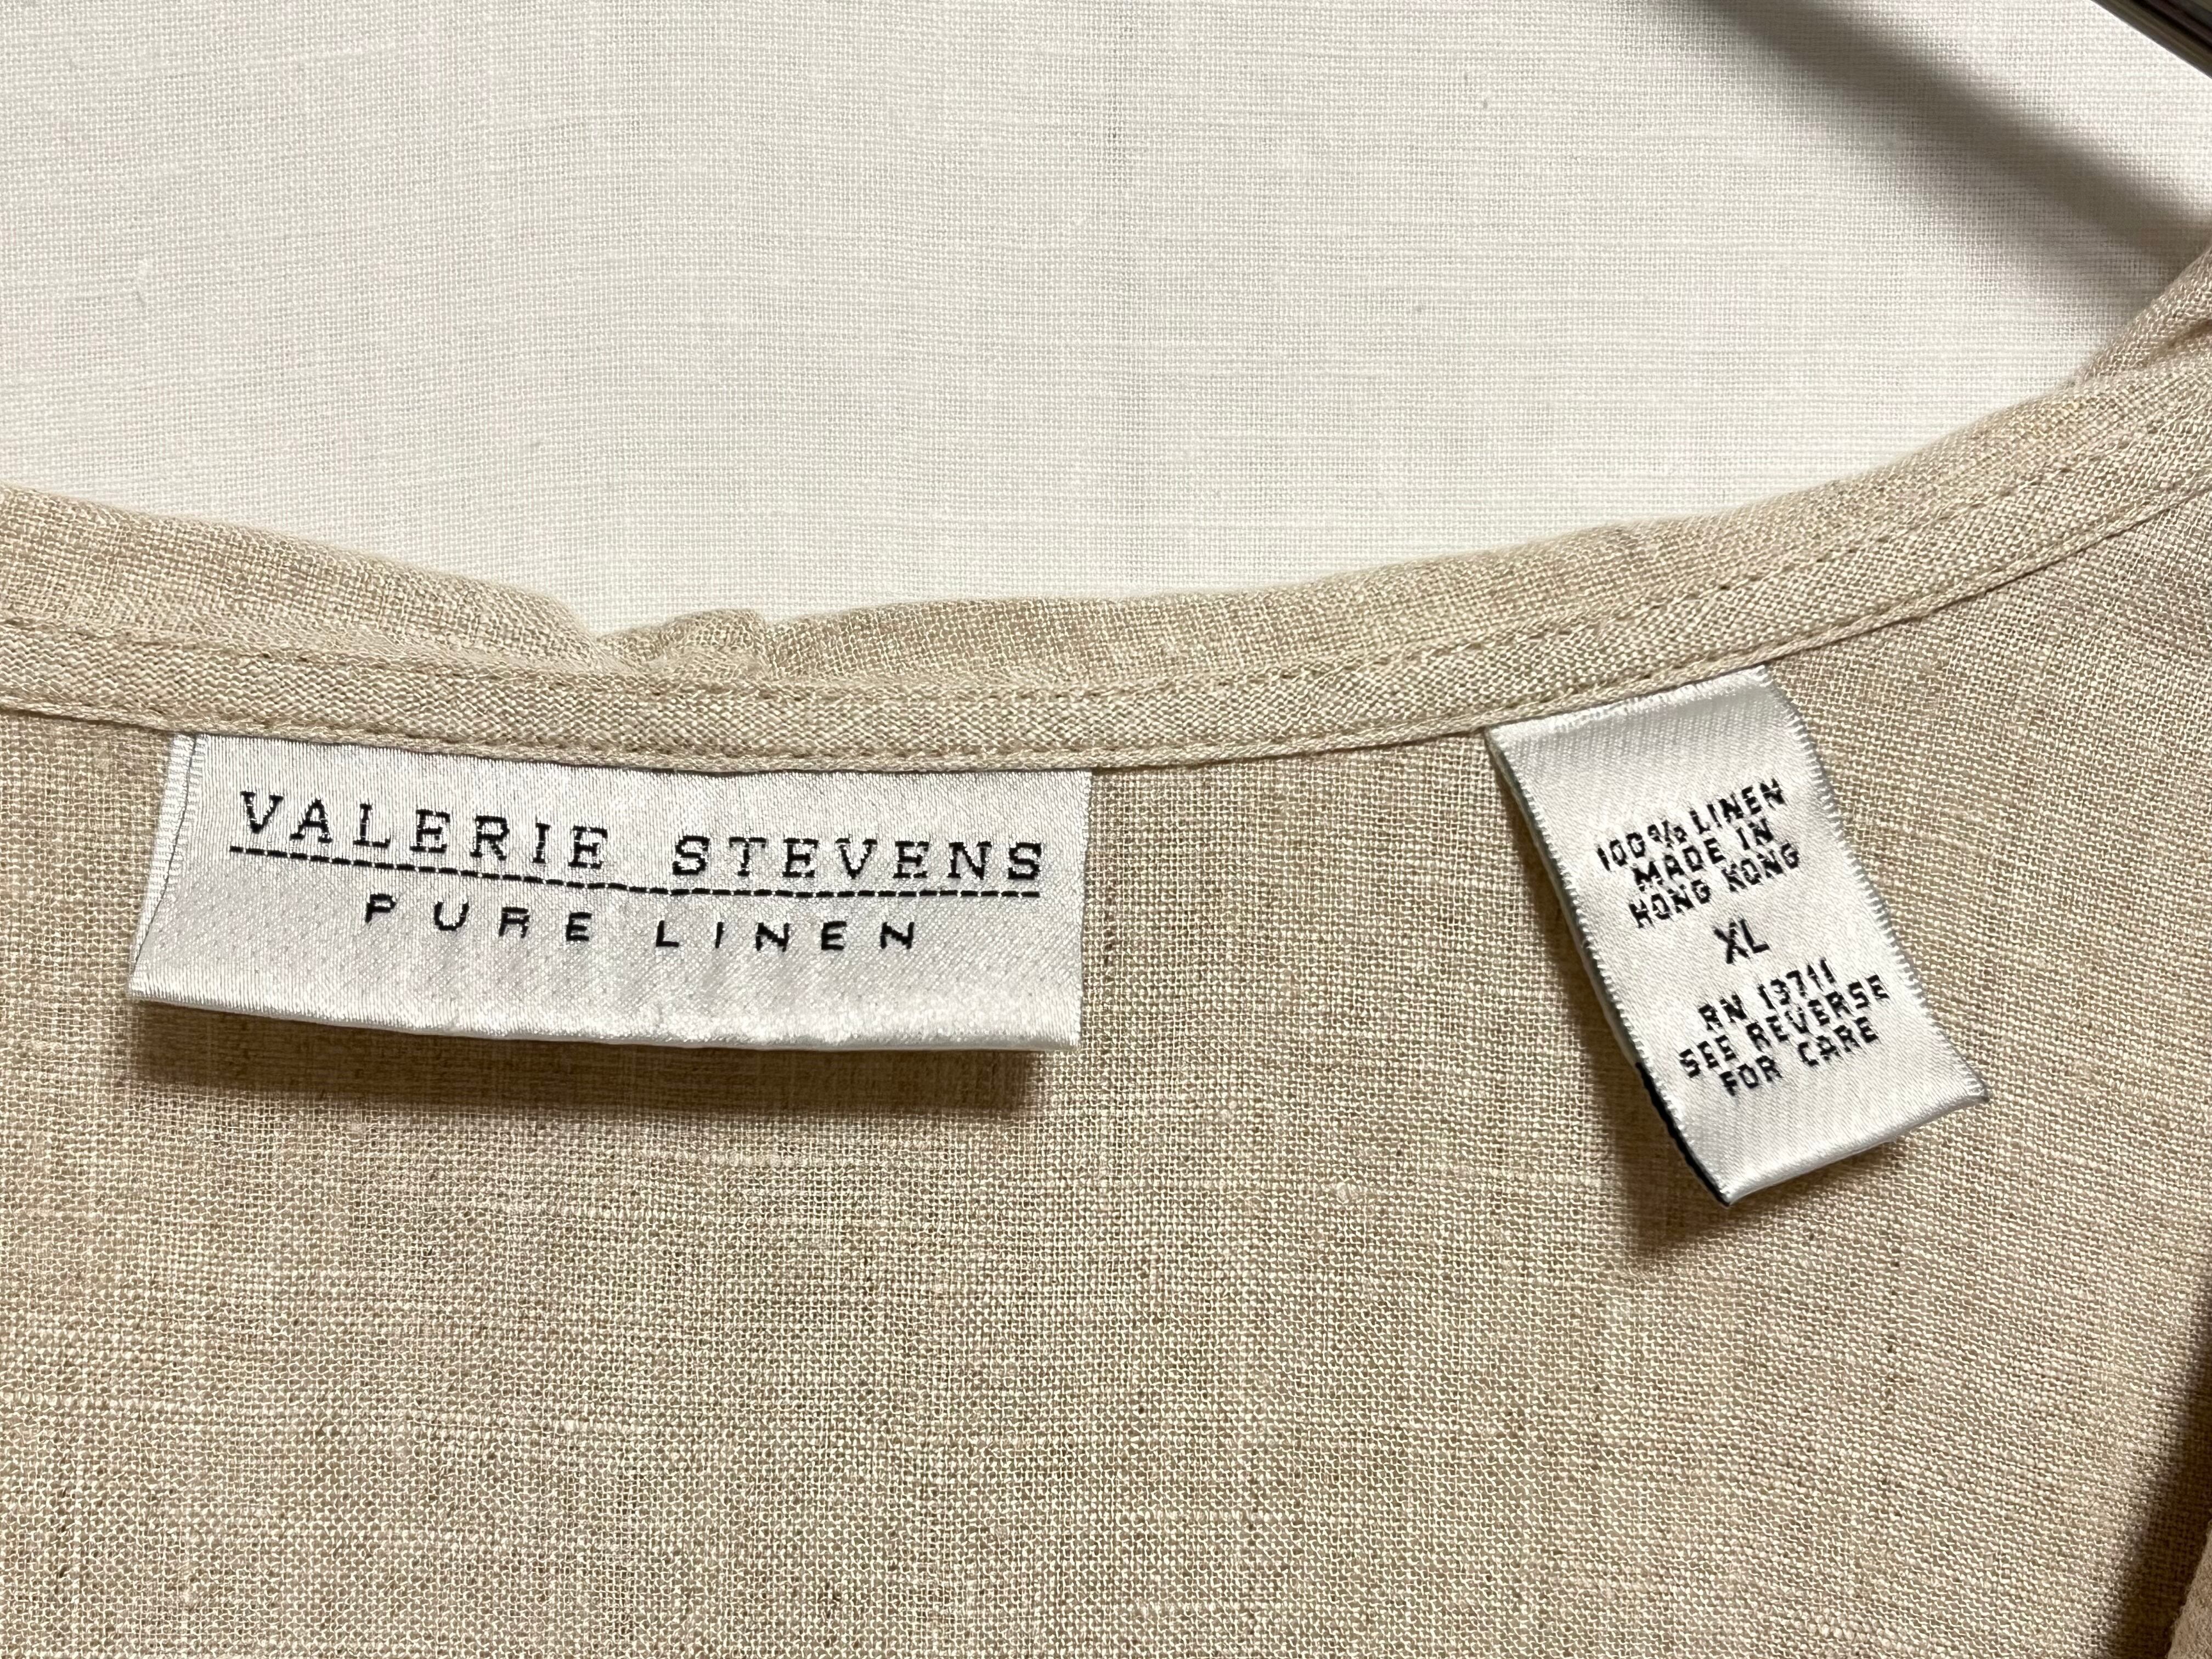 VALERIE STEVENS
PURE LINEN
100% LINEN
MADE IN
HONG KONG
XL
RN 13711
SEE REVERSE
FOR CARE